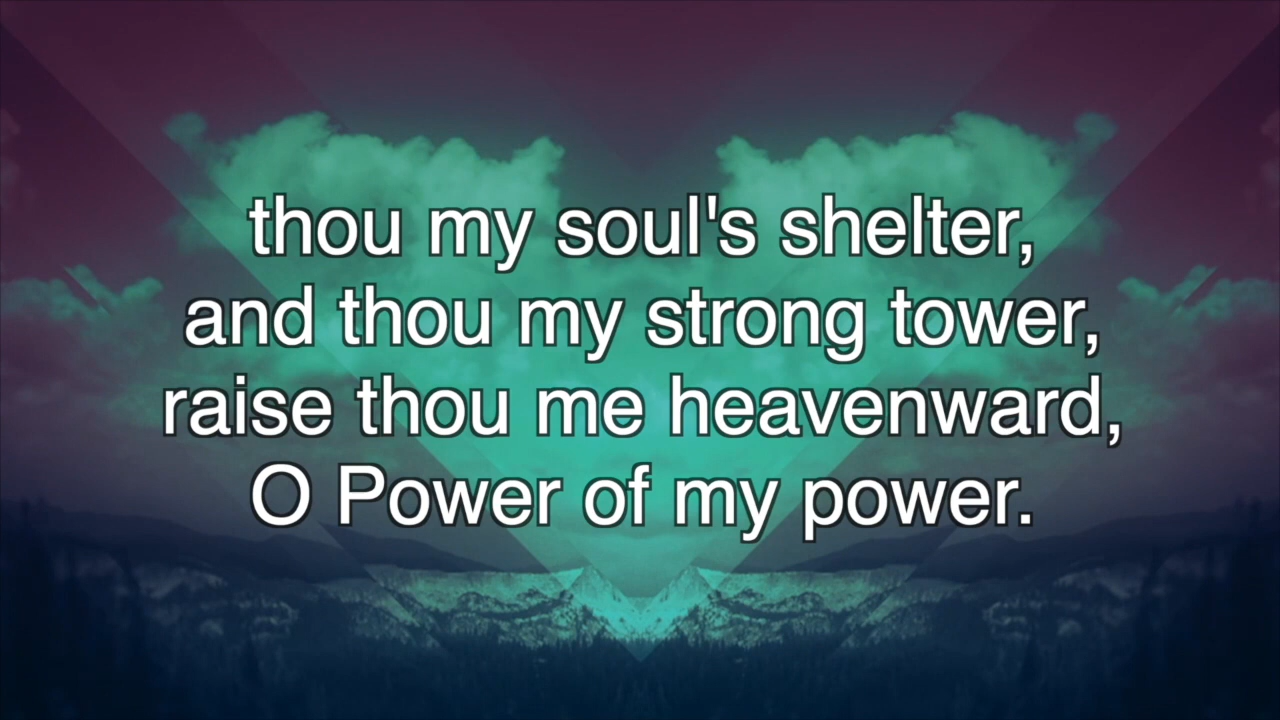 thou my soul's shelter,
and thou my strong tower,
raise thou me heavenward,
O Power of my power.